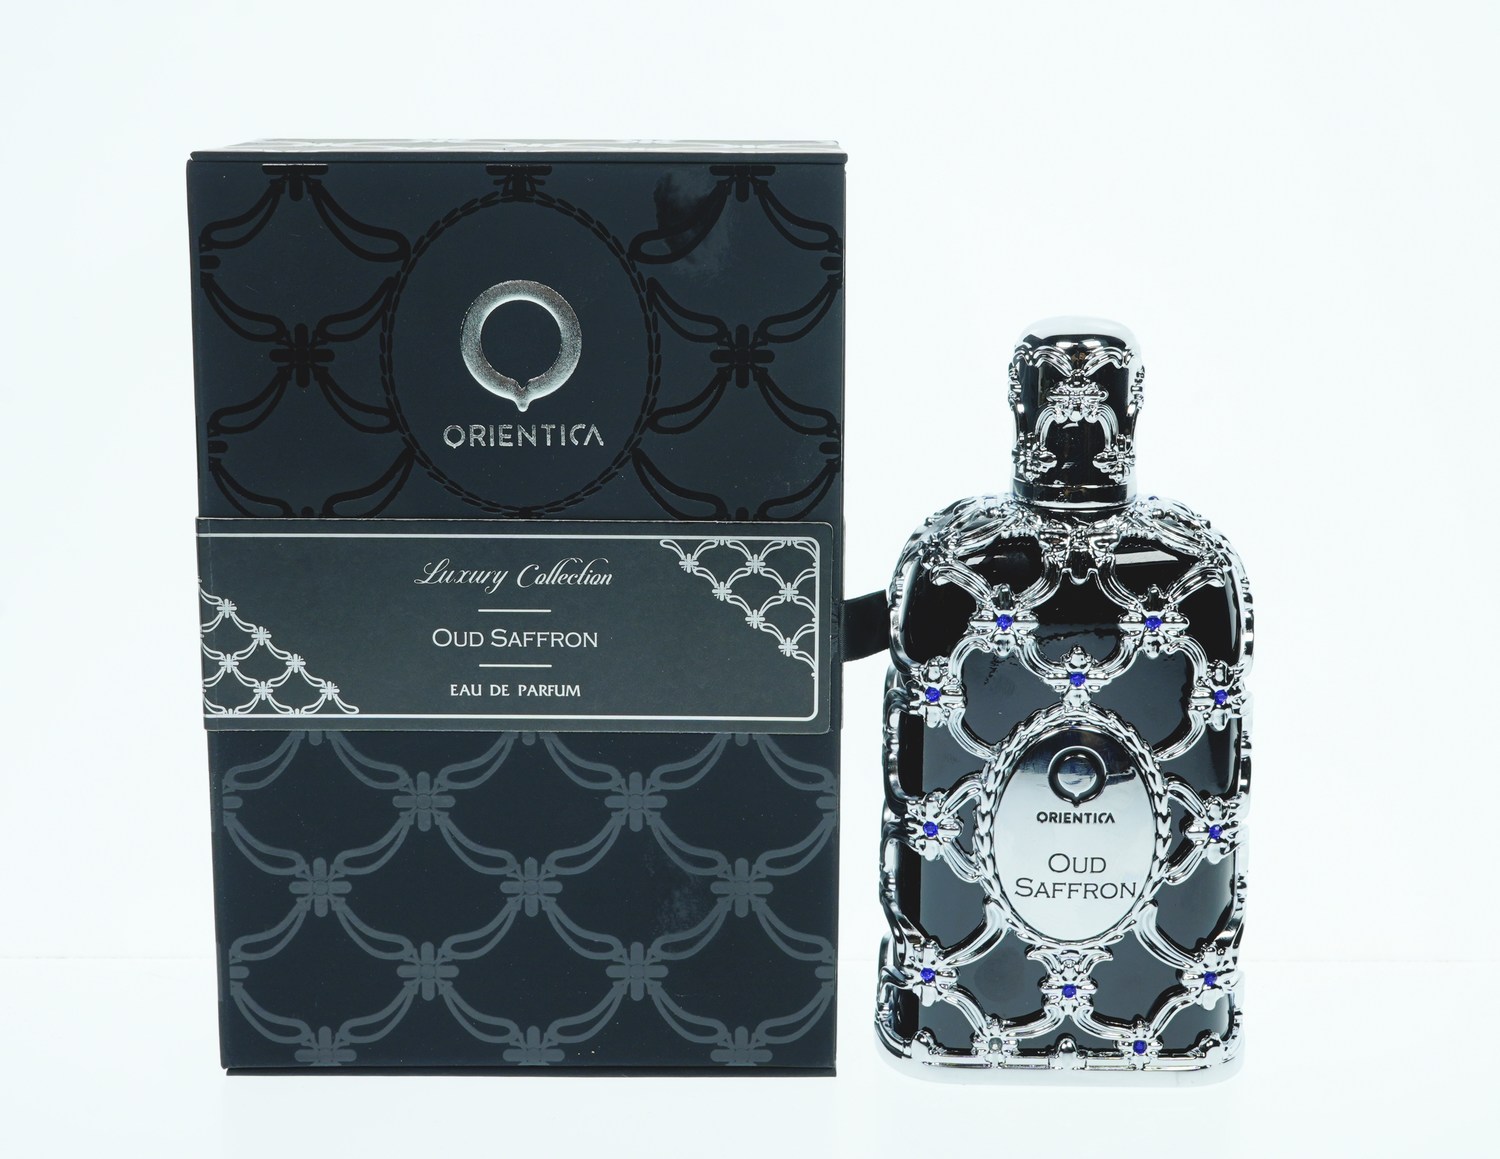 ORIENTICA
Luxury Collection
OUD SAFFRON
EAU DE PARFUM
ORIENTICA
OUD
SAFFRON